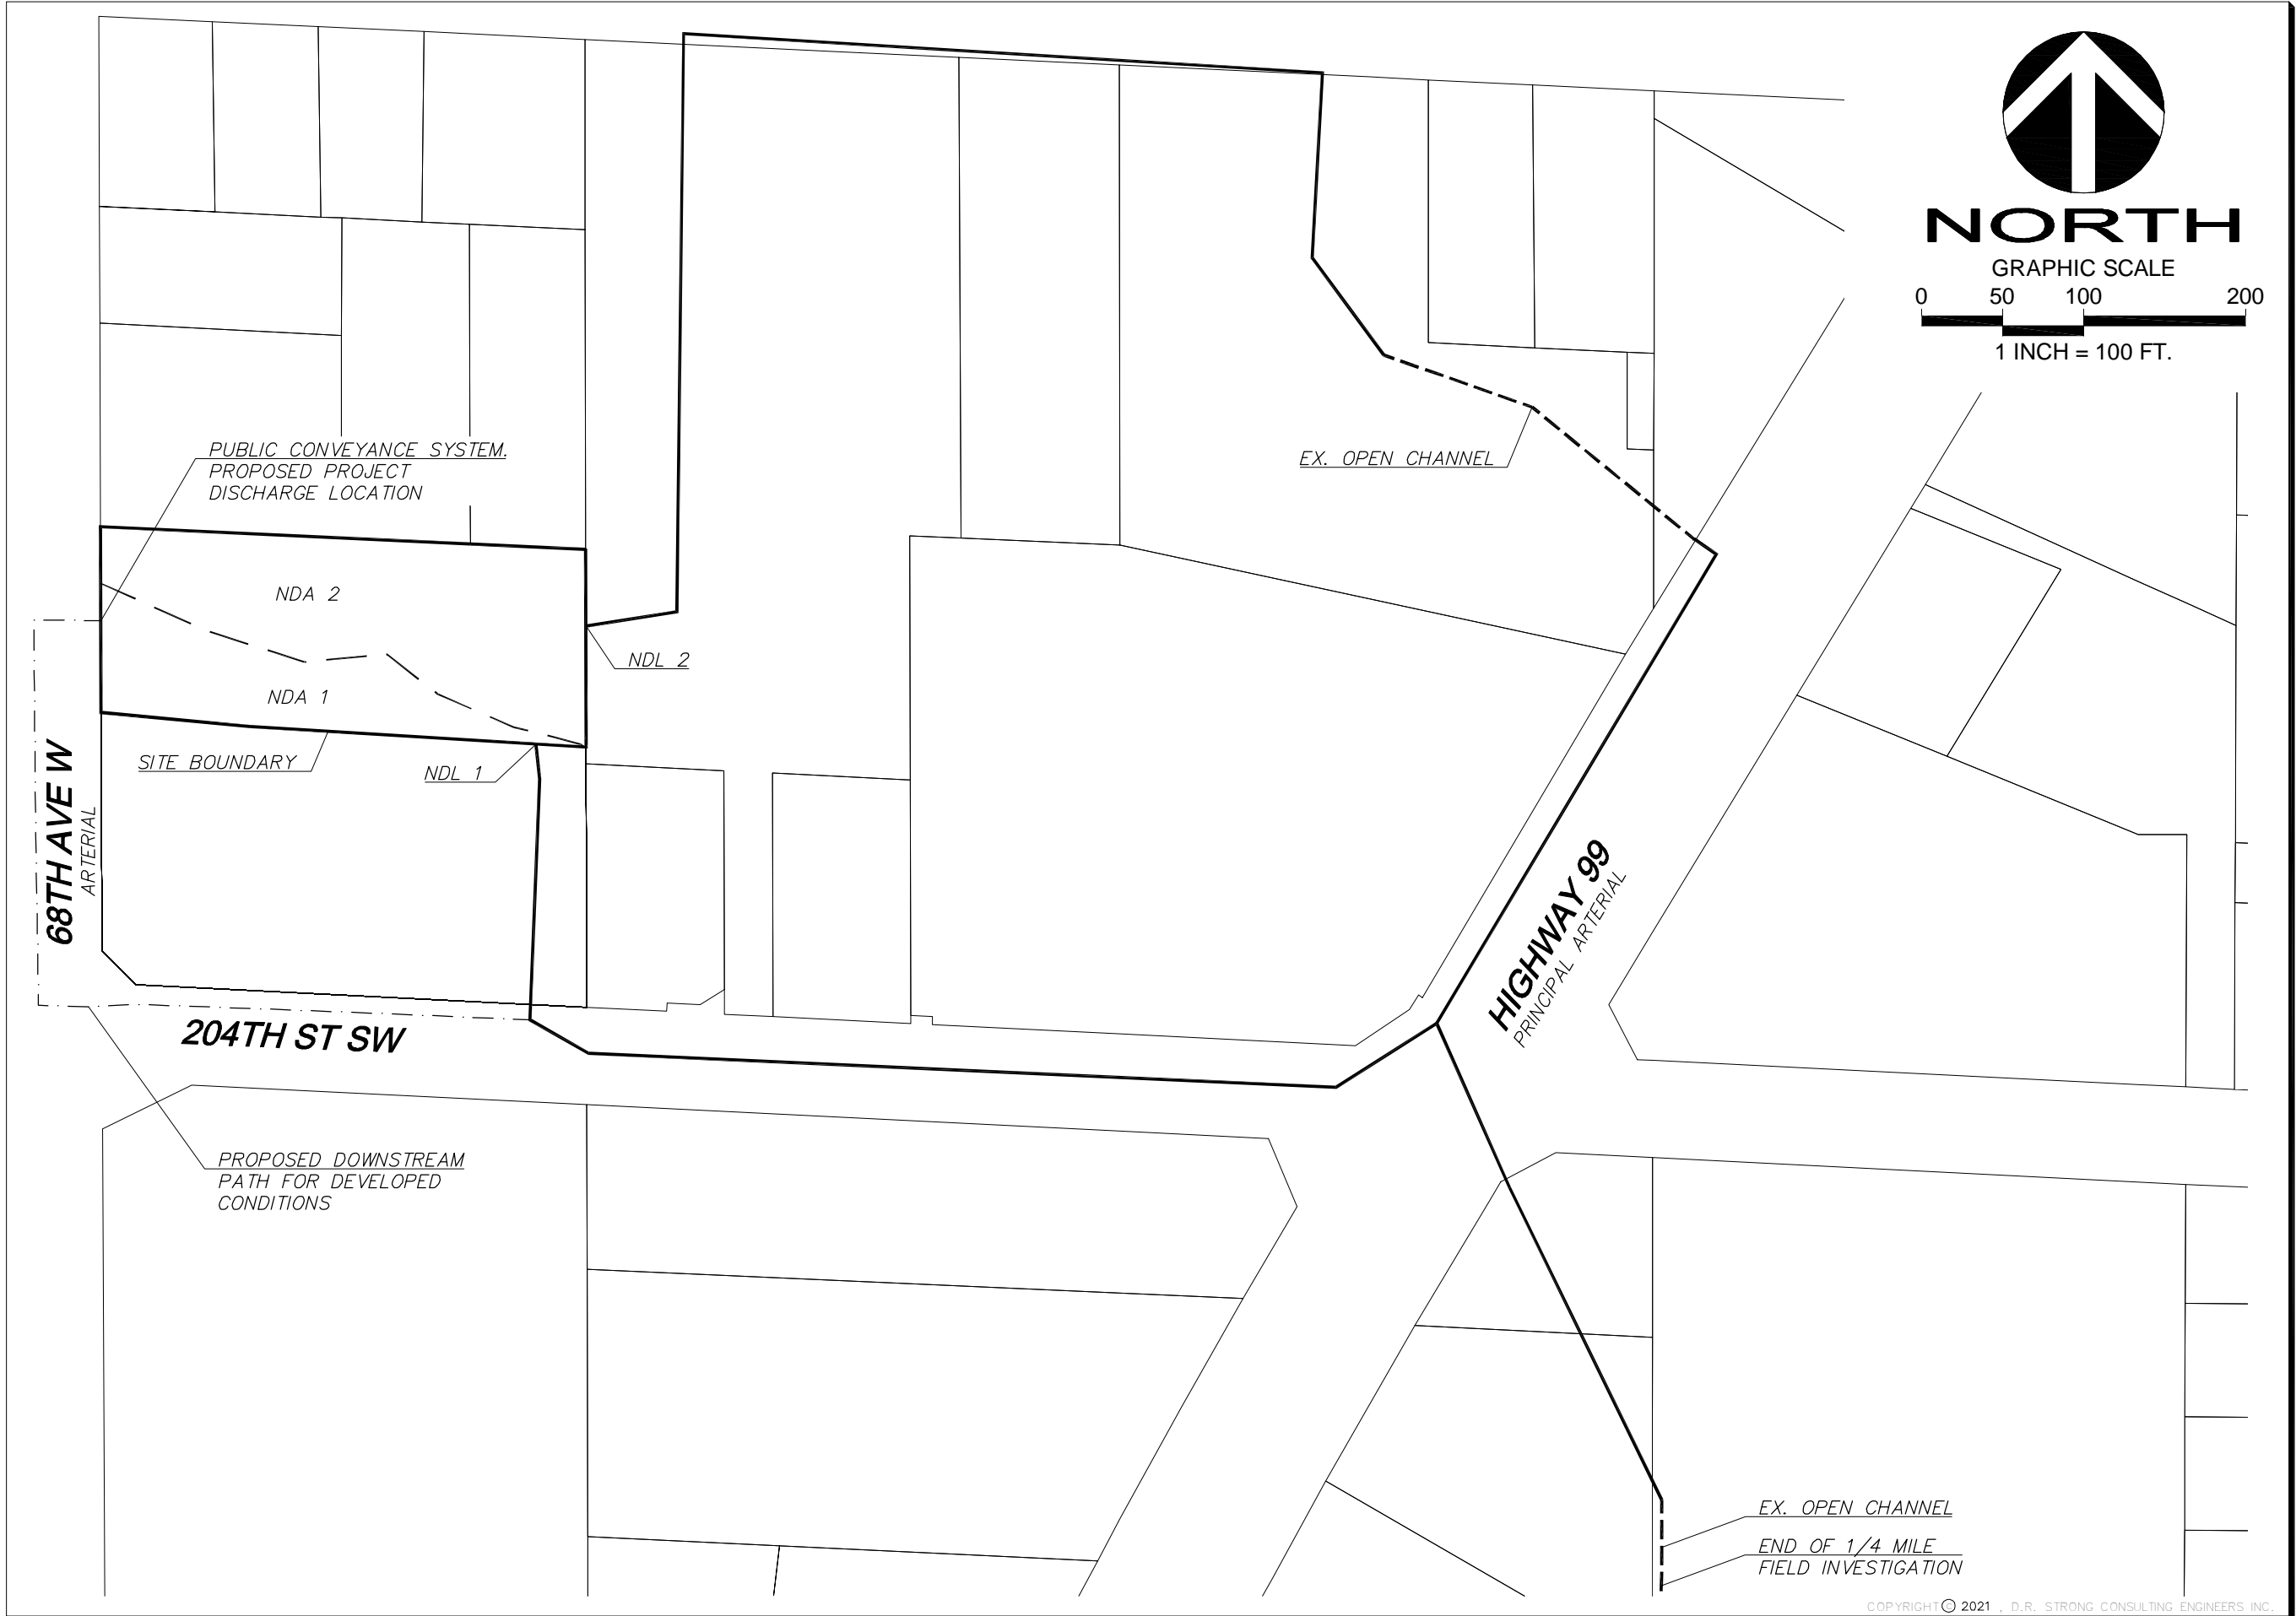 NORTH
GRAPHIC SCALE
0 50 100 200
1 INCH = 100 FT.
PUBLIC CONVEYANCE SYSTEM.
PROPOSED PROJECT
DISCHARGE LOCATION
EX. OPEN CHANNEL
NDA 2
NDL 2
NDA 1
SITE BOUNDARY
NDL 1
68TH AVE W
ARTERIAL
HIGHWAY 99
PRINCIPAL ARTERIAL
204TH ST SW
PROPOSED DOWNSTREAM
PATH FOR DEVELOPED
CONDITIONS
EX. OPEN CHANNEL
END OF 1/4 MILE
FIELD INVESTIGATION
COPYRIGHT © 2021 , D.R. STRONG CONSULTING ENGINEERS INC.